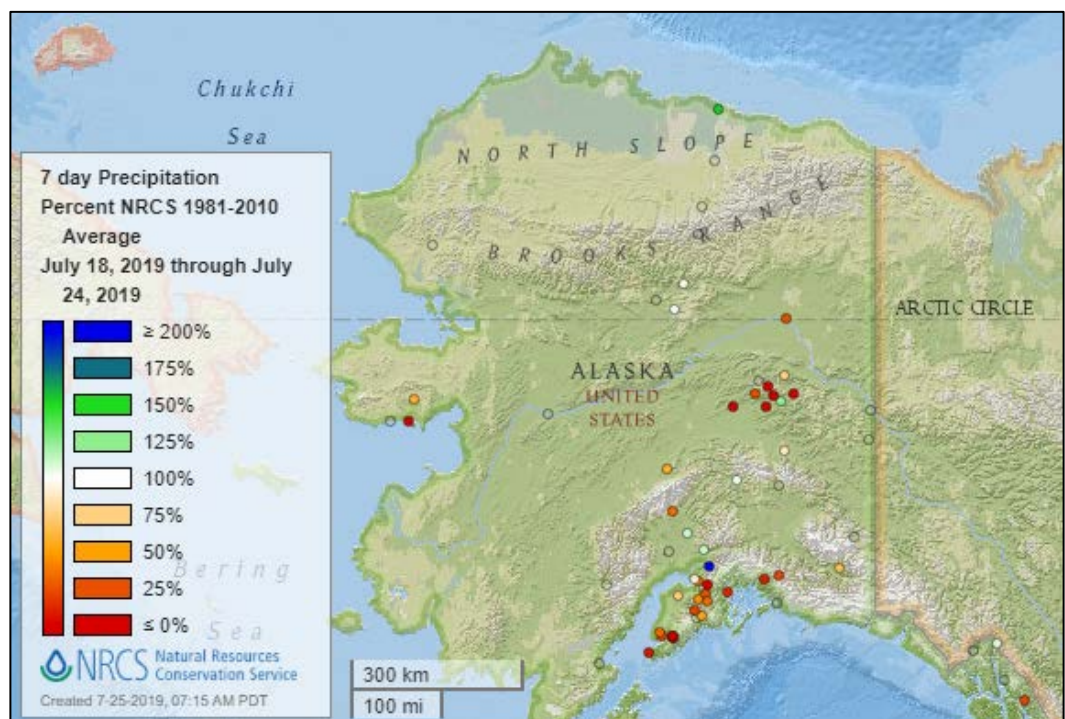 Chukchi
Sea
NORTH SLOPE
BROOKS RANGE
ARCTIC CIRCLE
ALASKA
UNITED
STATES
7 day Precipitation
Percent NRCS 1981-2010
Average
July 18, 2019 through July
24, 2019
≥ 200%
175%
150%
125%
100%
75%
50%
25%
≤ 0%
Bering
Sea
NRCS Natural Resources
Conservation Service
Created 7-25-2019, 07:15 AM PDT
300 km
100 mi